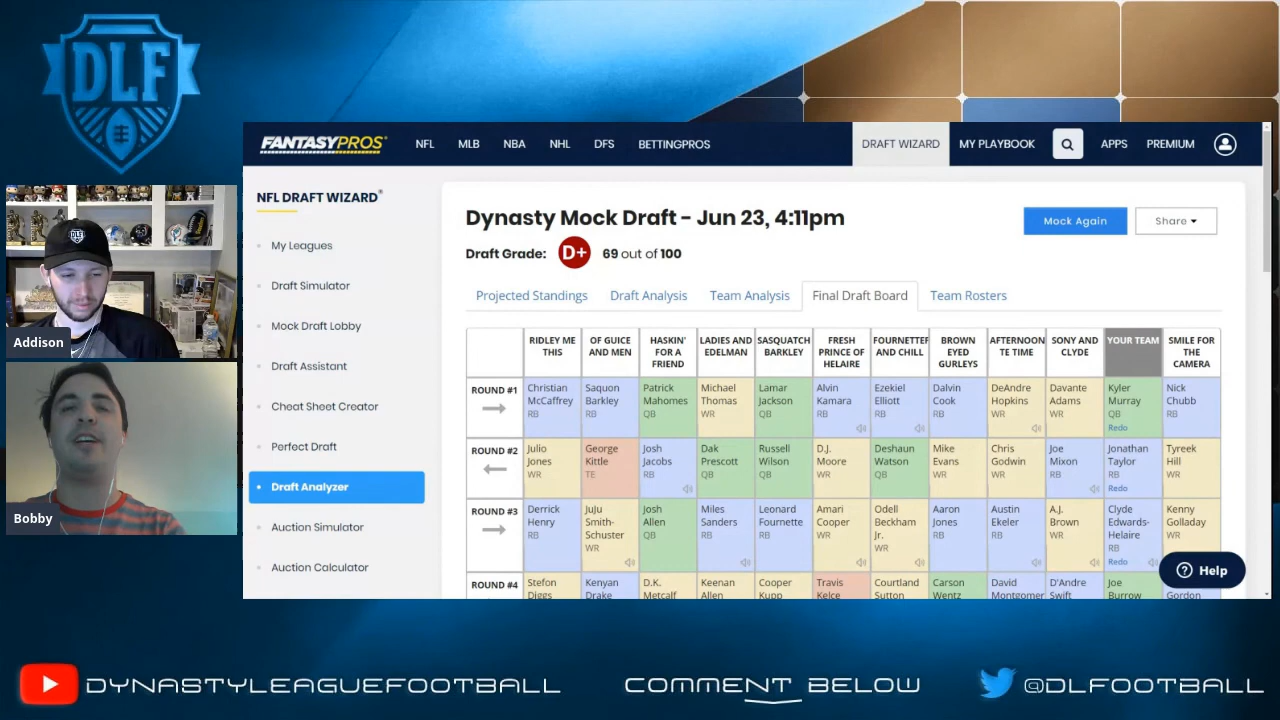 DLF
FANTASYPROS
NFL
MLB
NBA
NHL
DFS
BETTINGPROS
DRAFT WIZARD
MY PLAYBOOK
APPS
PREMIUM
NFL DRAFT WIZARD®
My Leagues
Draft Simulator
Mock Draft Lobby
Draft Assistant
Cheat Sheet Creator
Perfect Draft
Draft Analyzer
Auction Simulator
Auction Calculator
Addison
Bobby
Dynasty Mock Draft - Jun 23, 4:11pm
Mock Again
Share
Draft Grade: D+ 69 out of 100
Projected Standings
Draft Analysis
Team Analysis
Final Draft Board
Team Rosters
RIDLEY ME
THIS
OF GUICE
AND MEN
HASKIN'
FOR A
FRIEND
LADIES AND
EDELMAN
SASQUATCH
BARKLEY
FRESH
PRINCE OF
HELAIRE
FOURNETTEF
AND CHILL
BROWN
EYED
GURLEYS
AFTERNOON
TE TIME
SONY AND
CLYDE
YOUR TEAM
SMILE FOR
THE
CAMERA
ROUND #1
Christian
McCaffrey
RB
Saquon
Barkley
RB
Patrick
Mahomes
QB
Michael
Thomas
WR
Lamar
Jackson
QB
Alvin
Kamara
RB
Ezekiel
Elliott
RB
Dalvin
Cook
RB
DeAndre
Hopkins
WR
Davante
Adams
WR
Kyler
Murray
QB
Redo
Nick
Chubb
RB
ROUND #2
Julio
Jones
WR
George
Kittle
TE
Josh
Jacobs
RB
Dak
Prescott
QB
Russell
Wilson
QB
D.J.
Moore
WR
Deshaun
Watson
QB
Mike
Evans
WR
Chris
Godwin
WR
Joe
Mixon
RB
Jonathan
Taylor
RB
Redo
Tyreek
Hill
WR
ROUND #3
Derrick
Henry
RB
JuJu
Smith-
Schuster
WR
Josh
Allen
QB
Miles
Sanders
RB
Leonard
Fournette
RB
Amari
Cooper
WR
Odell
Beckham
Jr.
WR
Aaron
Jones
RB
Austin
Ekeler
RB
A.J.
Brown
WR
Clyde
Edwards-
Helaire
RB
Redo
Kenny
Golladay
WR
ROUND #4
Stefon
Diggs
Kenyan
Drake
D.K.
Metcalf
Keenan
Allen
Cooper
Kupp
Travis
Kelce
Courtland
Sutton
Carson
Wentz
David
Montgomer
D'Andre
Swift
Joe
Burrow
Gordon
Help
DYNASTYLEAGUEFOOTBALL
COMMENT BELOW
@DLFOOTBALL